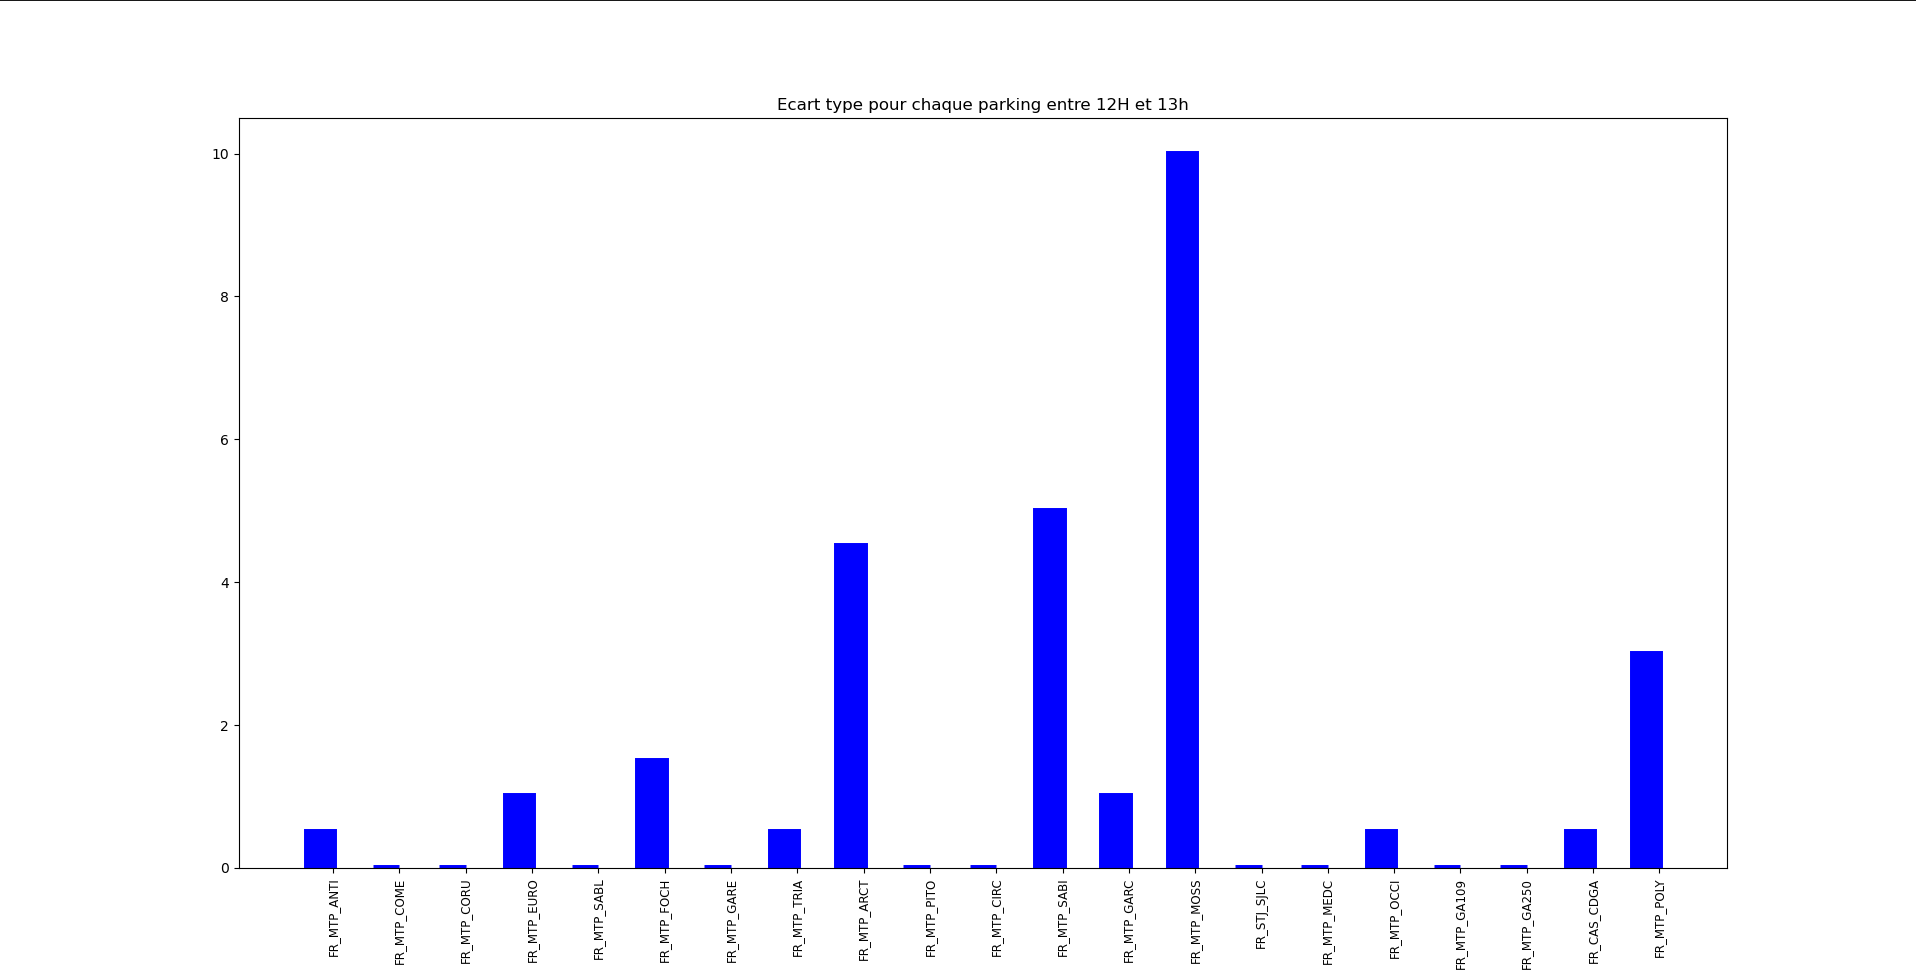 Ecart type pour chaque parking entre 12H et 13h
10
8
6
4
2
0
FR_MTP_ANTI
FR_MTP_COME
FR_MTP_CORU
FR_MTP_EURO
FR_MTP_SABL
FR_MTP_FOCH
FR_MTP_GARE
FR_MTP_TRIA
FR_MTP_ARCT
FR_MTP_PITO
FR_MTP_CIRC
FR_MTP_SABI
FR_MTP_GARC
FR_MTP_MOSS
FR_STJ_SJLC
FR_MTP_MEDC
FR_MTP_OCCI
FR_MTP_GA109
FR_MTP_GA250
FR_CAS_CDGA
FR_MTP_POLY